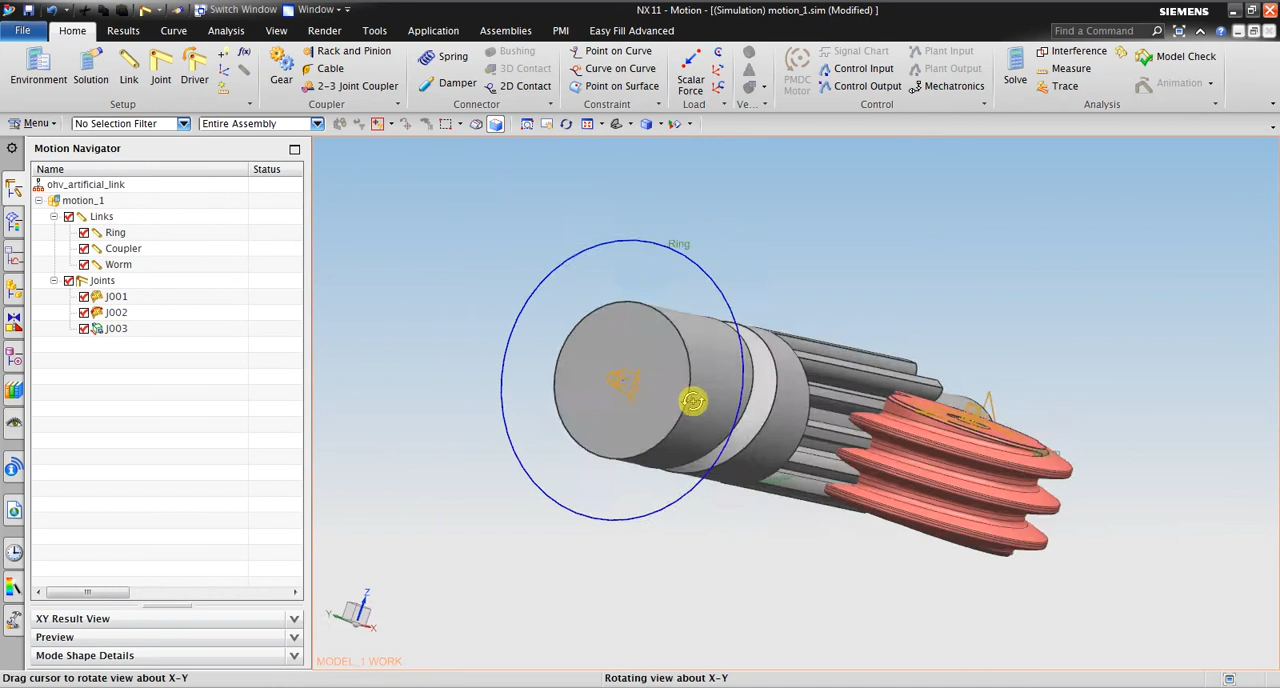 Switch Window Window
NX 11 - Motion - [(Simulation) motion_1.sim (Modified) ]
SIEMENS
File Home Results Curve Analysis View Render Tools Application Assemblies PMI Easy Fill Advanced
Find a Command
Environment Solution Link Joint Driver
f(x)
Setup
Gear
Rack and Pinion
Cable
2-3 Joint Coupler
Coupler
Spring
Damper
Bushing
3D Contact
2D Contact
Connector
Point on Curve
Curve on Curve
Point on Surface
Constraint
Scalar
Force
Load
Ve...
PMDC
Motor
Signal Chart
Control Input
Control Output
Plant Input
Plant Output
Mechatronics
Control
Solve
Interference
Measure
Trace
Model Check
Animation
Analysis
Menu
No Selection Filter
Entire Assembly
Motion Navigator
Name Status
ohv_artificial_link
motion_1
Links
Ring
Coupler
Worm
Joints
J001
J002
J003
XY Result View
Preview
Mode Shape Details
Ring
Z
Y
X
MODEL_1 WORK
Drag cursor to rotate view about X-Y
Rotating view about X-Y